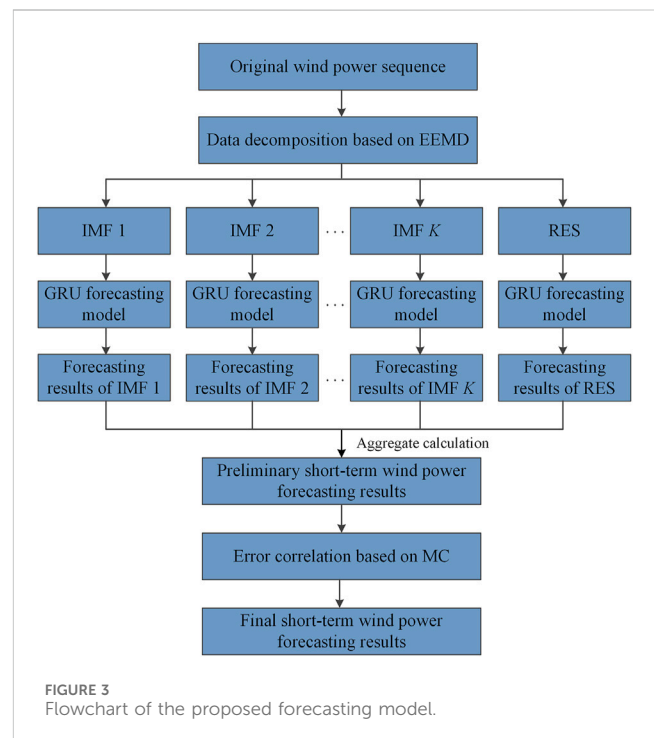 Original wind power sequence
Data decomposition based on EEMD
IMF 1
IMF 2
...
IMF K
RES
GRU forecasting
model
GRU forecasting
model
...
GRU forecasting
model
GRU forecasting
model
Forecasting
results of IMF 1
Forecasting
results of IMF 2
...
Forecasting
results of IMF K
Forecasting
results of RES
Aggregate calculation
Preliminary short-term wind power
forecasting results
Error correlation based on MC
Final short-term wind power
forecasting results
FIGURE 3
Flowchart of the proposed forecasting model.